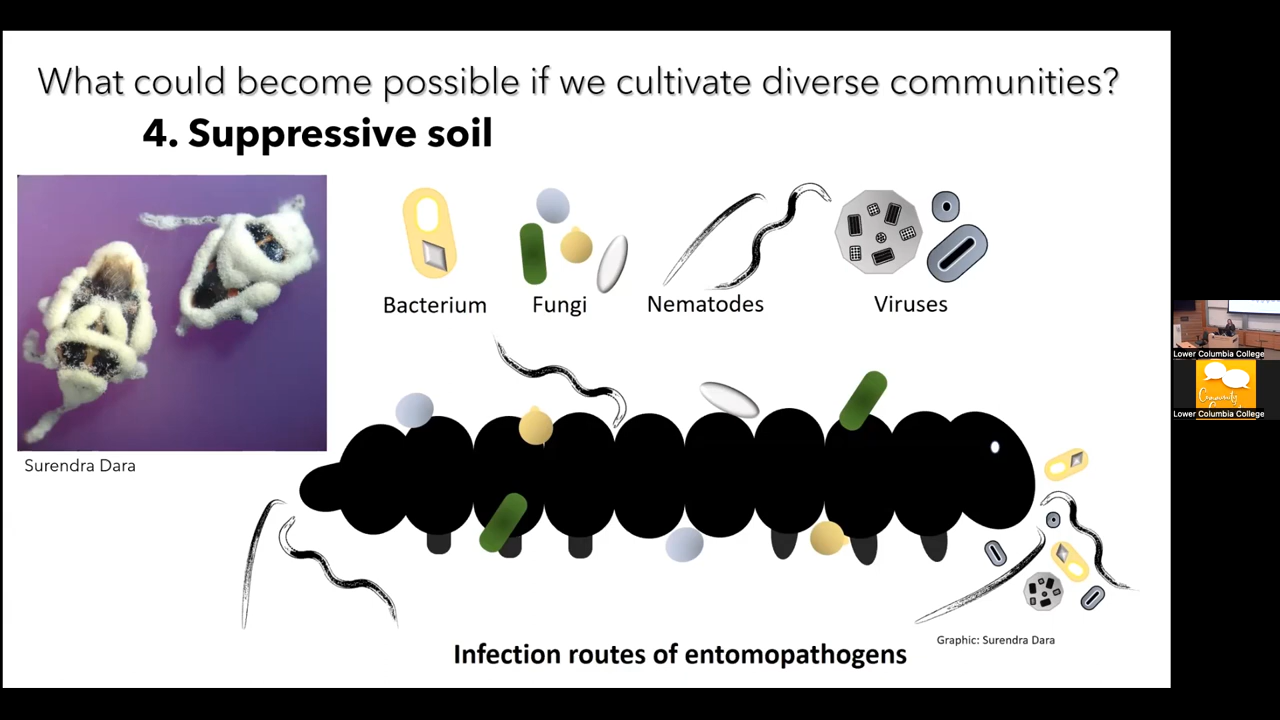 What could become possible if we cultivate diverse communities?
4. Suppressive soil
Bacterium
Fungi
Nematodes
Viruses
Surendra Dara
Graphic: Surendra Dara
Infection routes of entomopathogens
Lower Columbia College
Community
Lower Columbia College